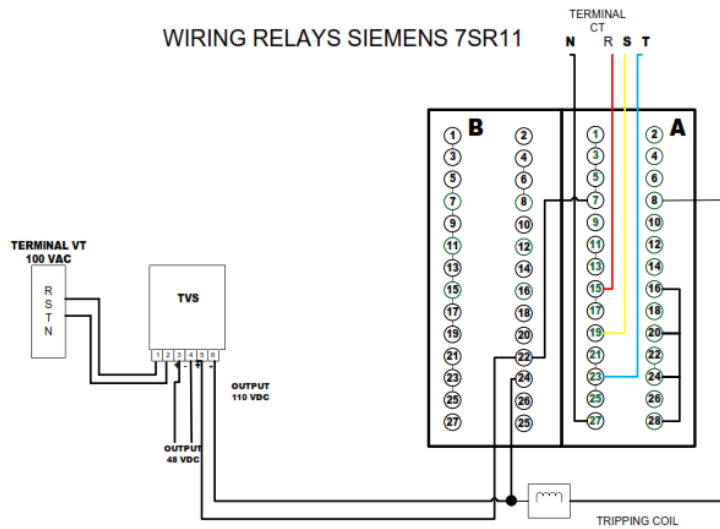 TERMINAL
CT
WIRING RELAYS SIEMENS 7SR11
N R S T
B A
1 2 1 2
3 4 3 4
5 6 5 6
7 8 7 8
9 10 9 10
11 12 11 12
13 14 13 14
15 16 15 16
17 18 17 18
19 20 19 20
21 22 21 22
23 24 23 24
25 26 25 26
27 25 27 28
TERMINAL VT
100 VAC
R
S
T
N
TVS
1 2 3 4 5 6
+ - + -
OUTPUT
110 VDC
OUTPUT
48 VDC
TRIPPING COIL